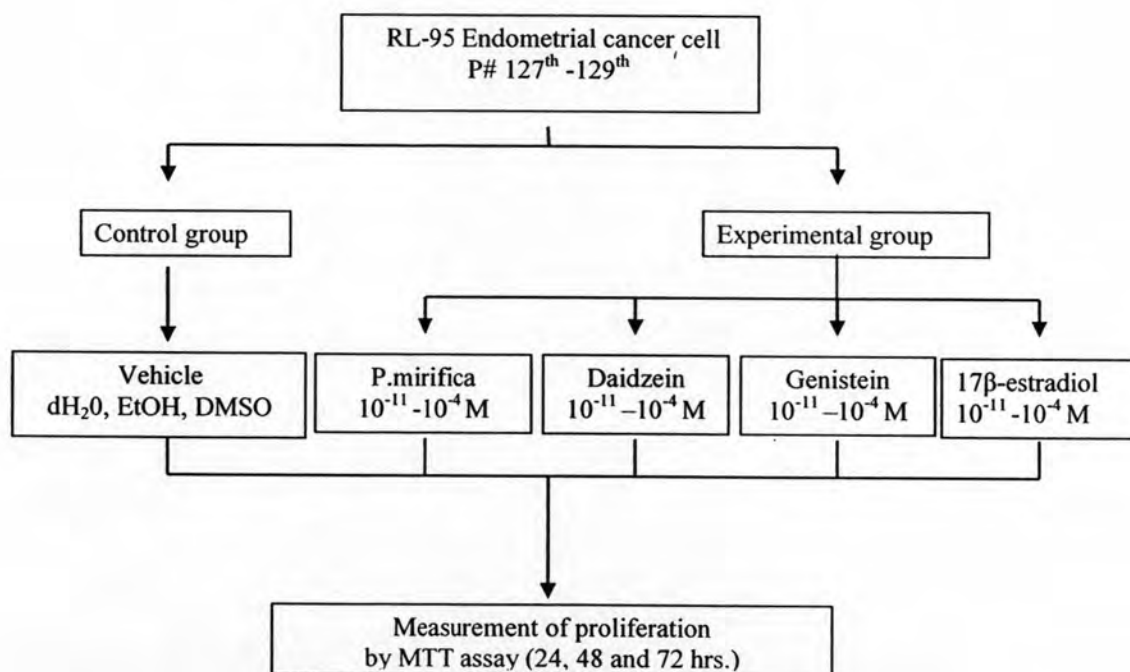 RL-95 Endometrial cancer cell
P# 127th -129th
Control group
Experimental group
Vehicle
dH20, EtOH, DMSO
P.mirifica
10-11 -10-4 M
Daidzein
10-11 –10-4 M
Genistein
10-11 –10-4 M
17β-estradiol
10-11 -10-4 M
Measurement of proliferation
by MTT assay (24, 48 and 72 hrs.)